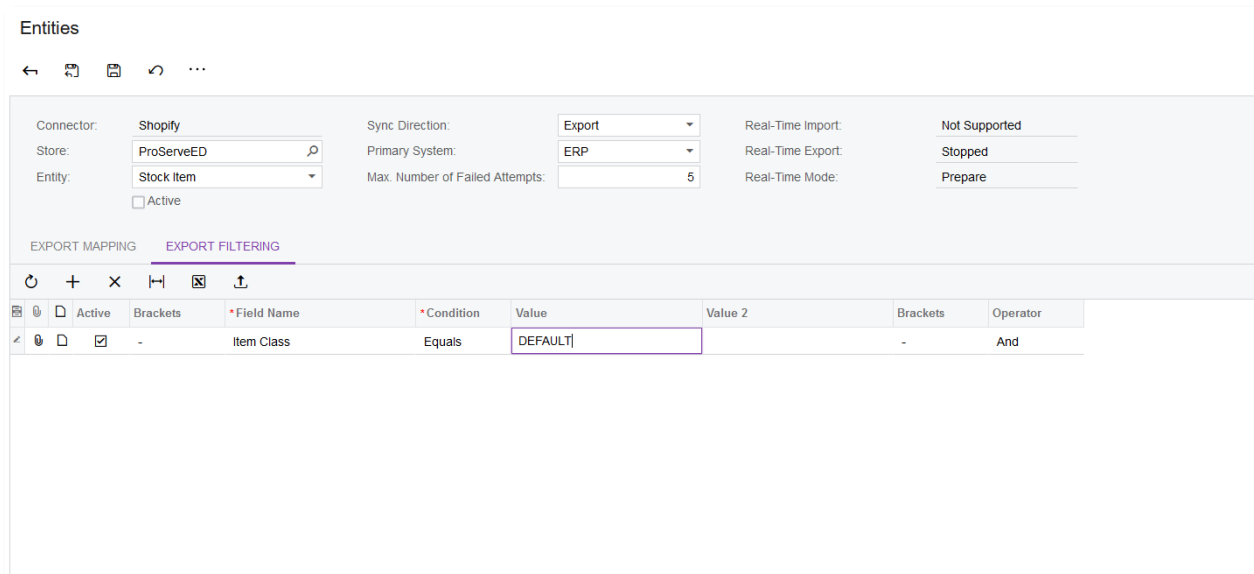 Entities
Connector: Shopify Sync Direction: Export Real-Time Import: Not Supported
Store: ProServeED Primary System: ERP Real-Time Export: Stopped
Entity: Stock Item Max. Number of Failed Attempts: 5 Real-Time Mode: Prepare
Active
EXPORT MAPPING EXPORT FILTERING
Active Brackets *Field Name *Condition Value Value 2 Brackets Operator
- Item Class Equals DEFAULT - And